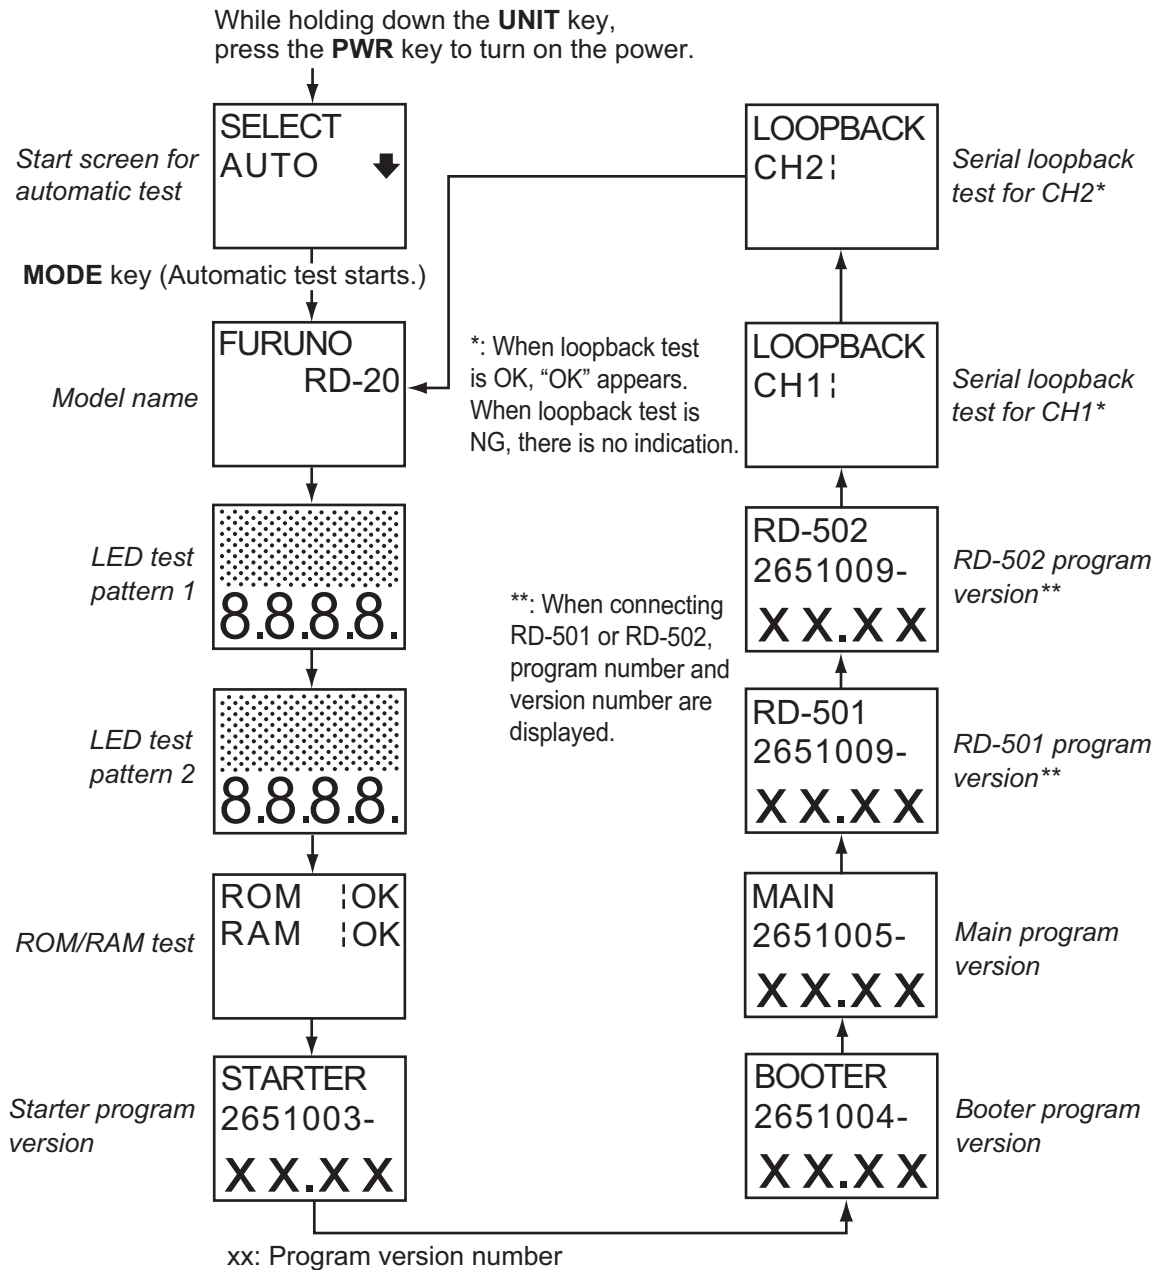 While holding down the UNIT key,
press the PWR key to turn on the power.
Start screen for
automatic test
SELECT
AUTO
MODE key (Automatic test starts.)
Model name
FURUNO
RD-20
LED test
pattern 1
8.8.8.8.
LED test
pattern 2
8.8.8.8.
ROM/RAM test
ROM ¦OK
RAM ¦OK
Starter program
version
STARTER
2651003-
XX.XX
xx: Program version number
BOOTER
2651004-
XX.XX
Booter program
version
MAIN
2651005-
XX.XX
Main program
version
RD-501
2651009-
XX.XX
RD-501 program
version**
RD-502
2651009-
XX.XX
RD-502 program
version**
**: When connecting
RD-501 or RD-502,
program number and
version number are
displayed.
LOOPBACK
CH1¦
Serial loopback
test for CH1*
LOOPBACK
CH2¦
Serial loopback
test for CH2*
*: When loopback test
is OK, “OK” appears.
When loopback test is
NG, there is no indication.